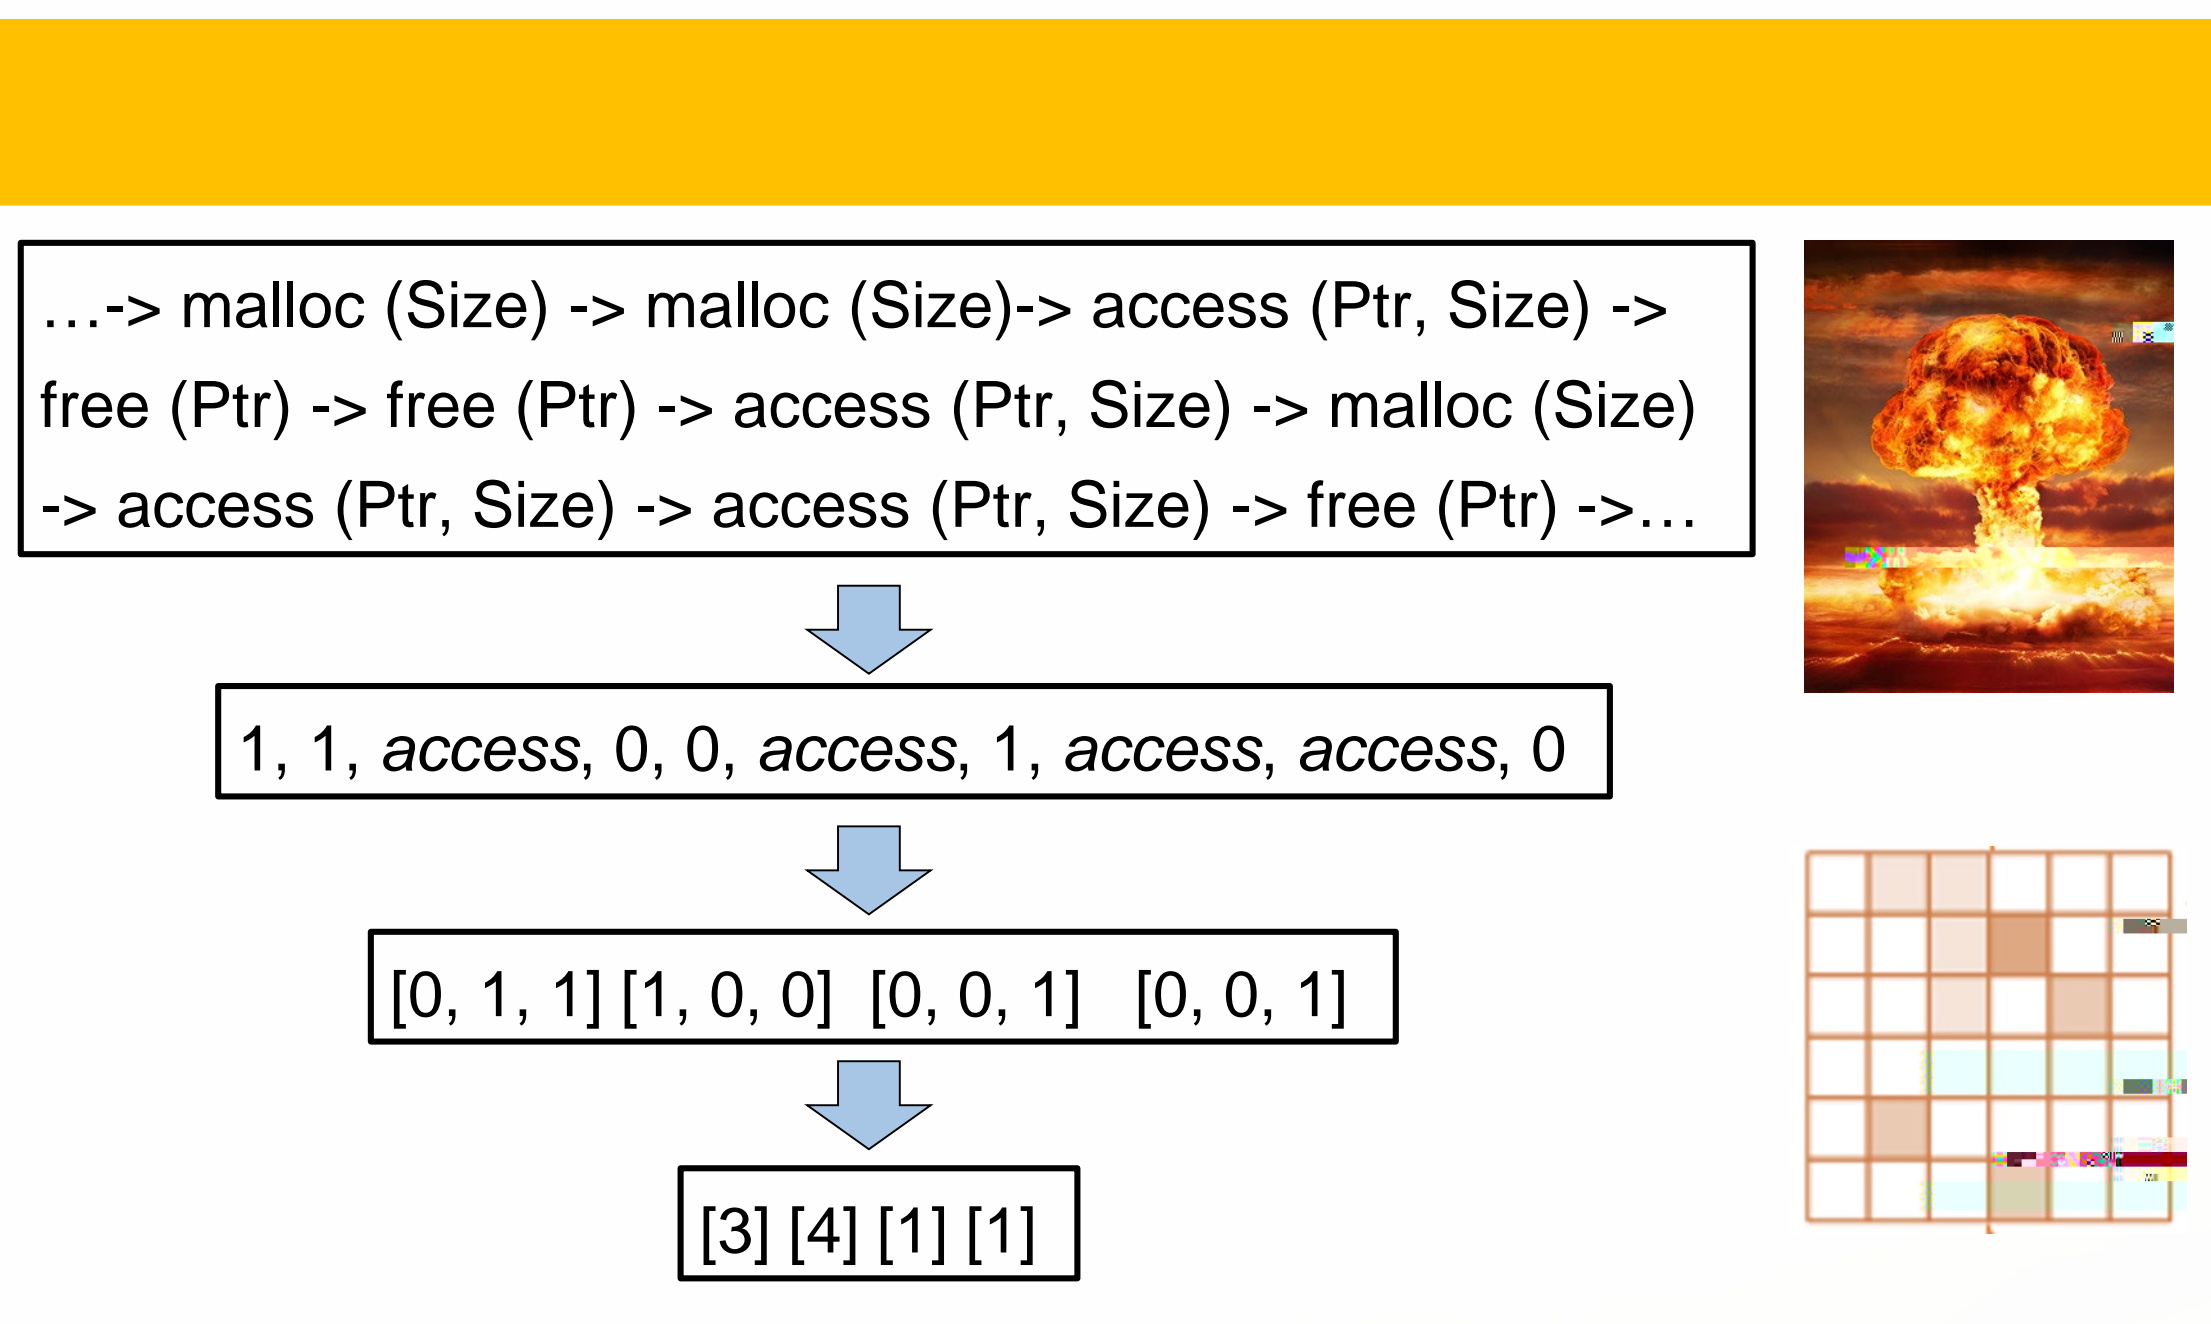 …-> malloc (Size) -> malloc (Size)-> access (Ptr, Size) ->
free (Ptr) -> free (Ptr) -> access (Ptr, Size) -> malloc (Size)
-> access (Ptr, Size) -> access (Ptr, Size) -> free (Ptr) ->…
1, 1, access, 0, 0, access, 1, access, access, 0
[0, 1, 1] [1, 0, 0] [0, 0, 1] [0, 0, 1]
[3] [4] [1] [1]